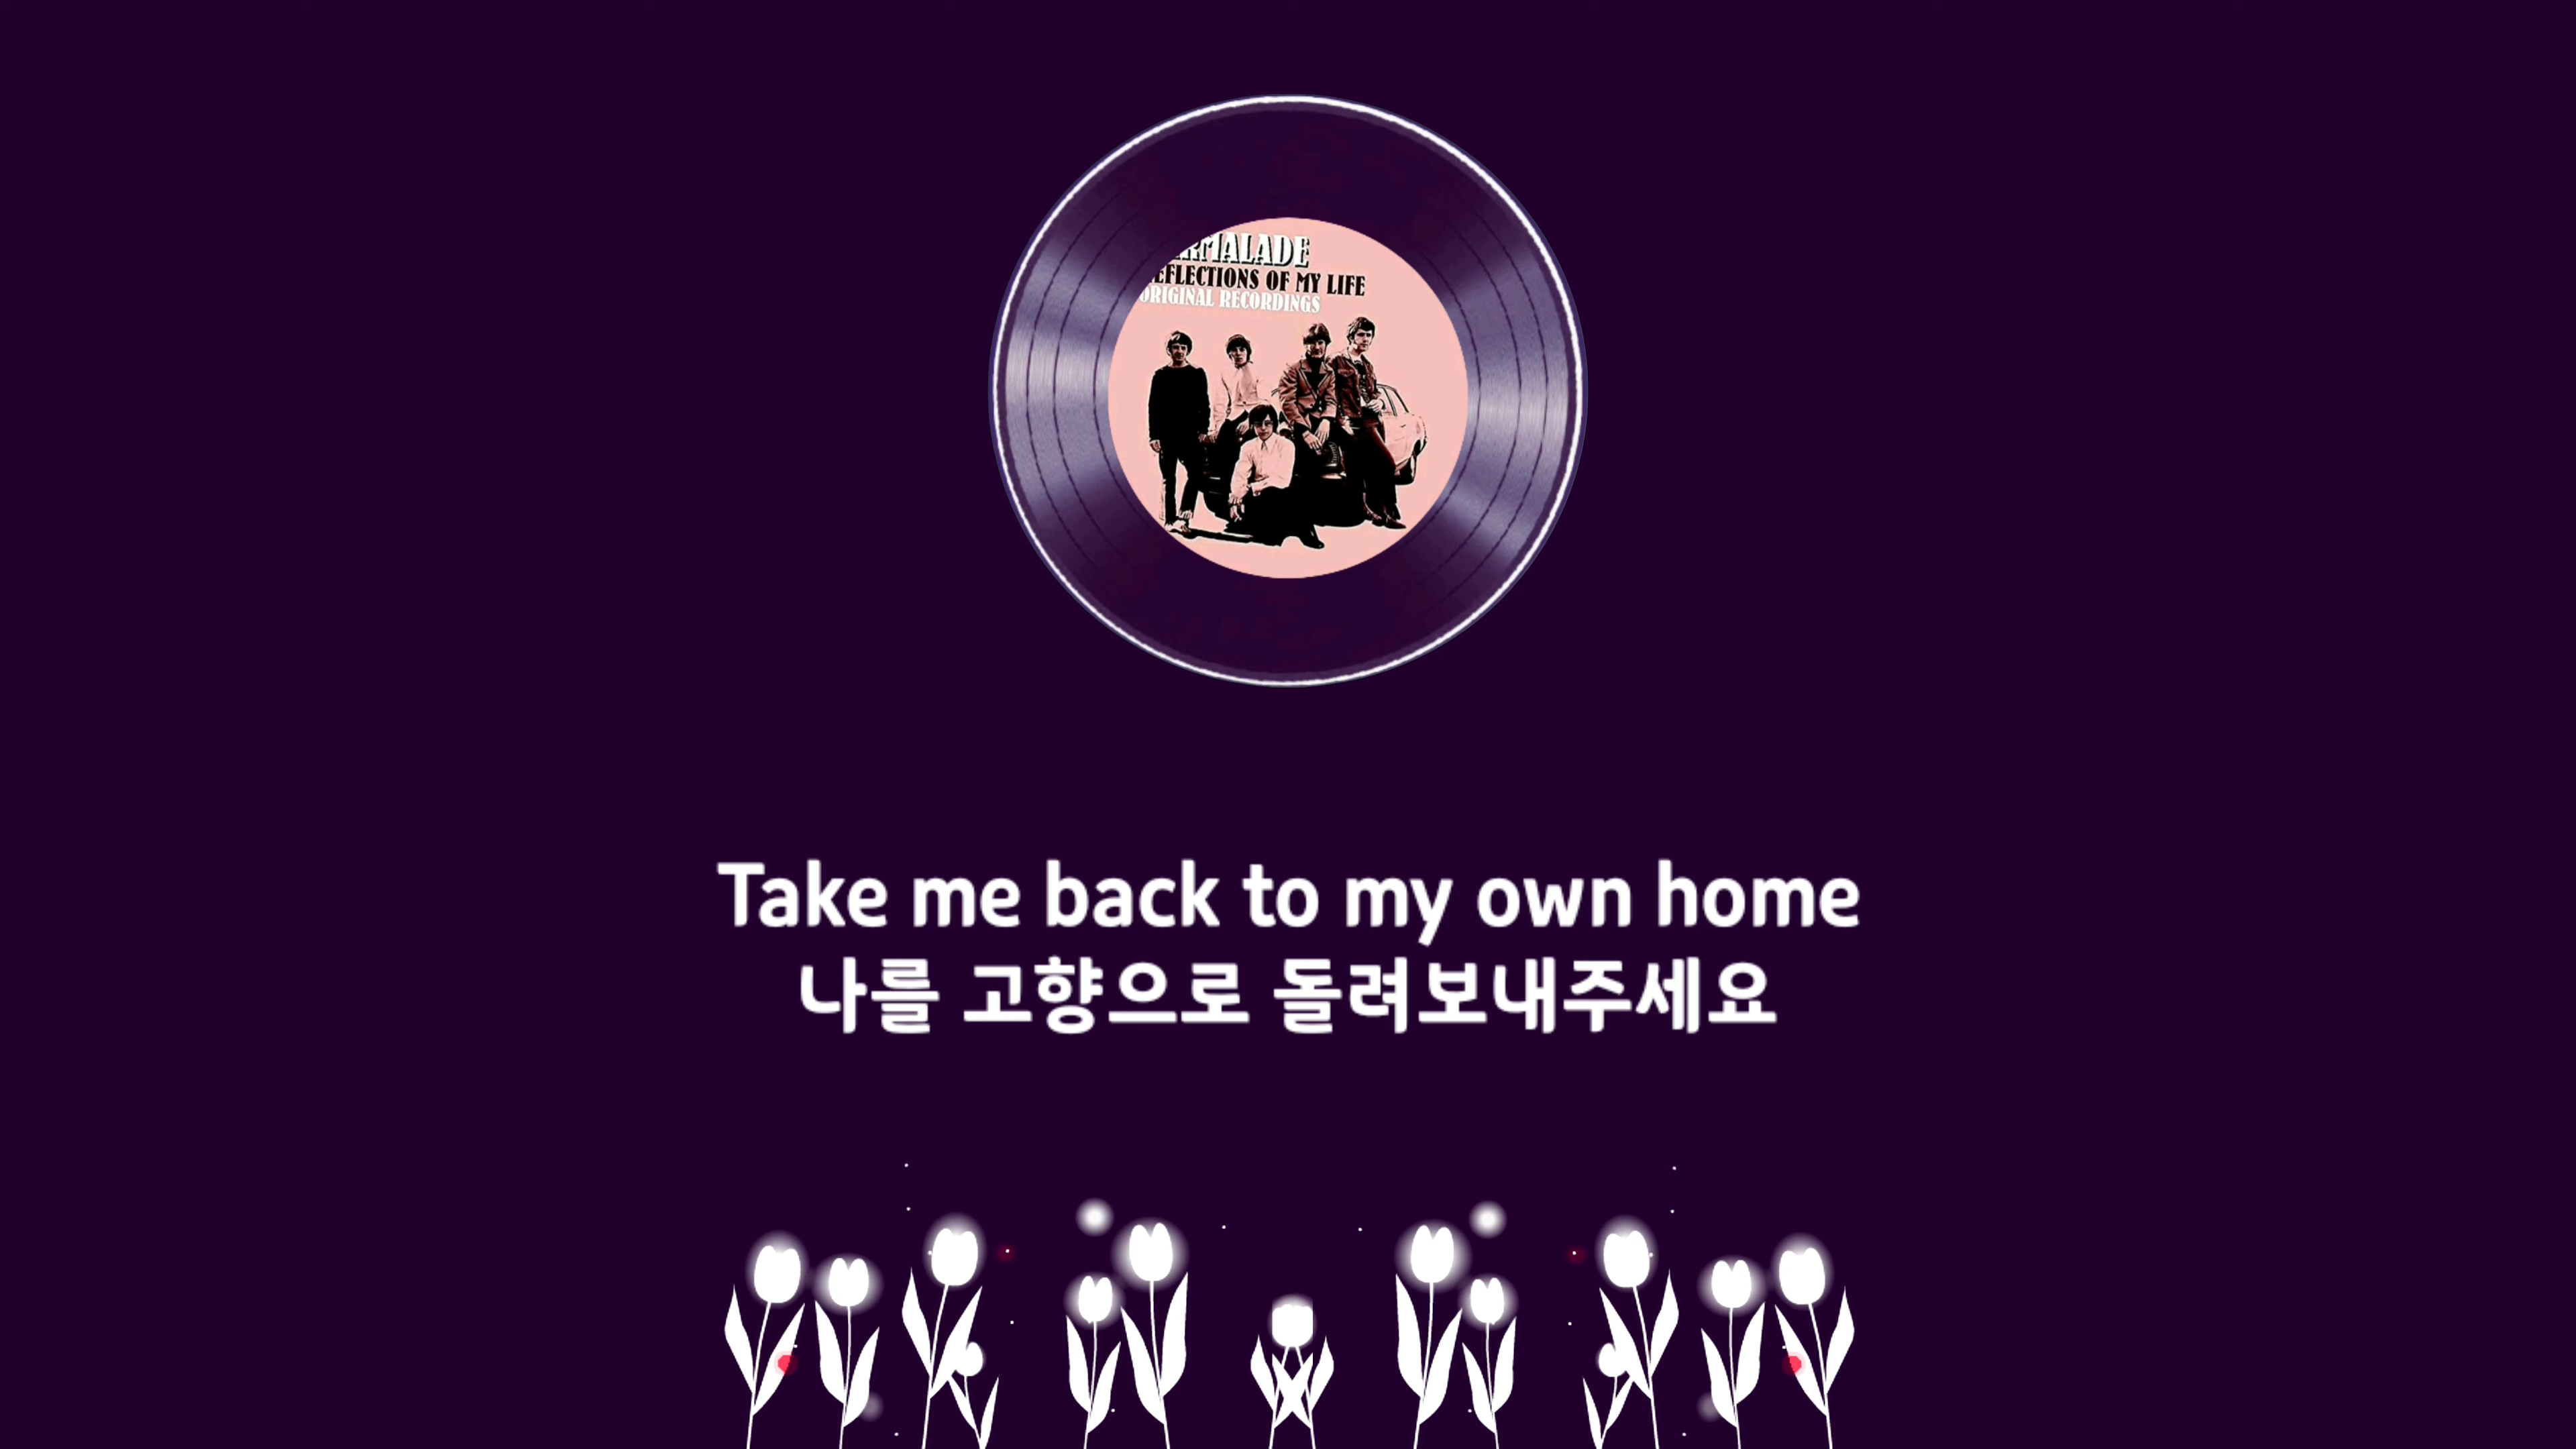 RMALADE
EFLECTIONS OF MY LIFE
ORIGINAL RECORDINGS
Take me back to my own home
나를 고향으로 돌려보내주세요